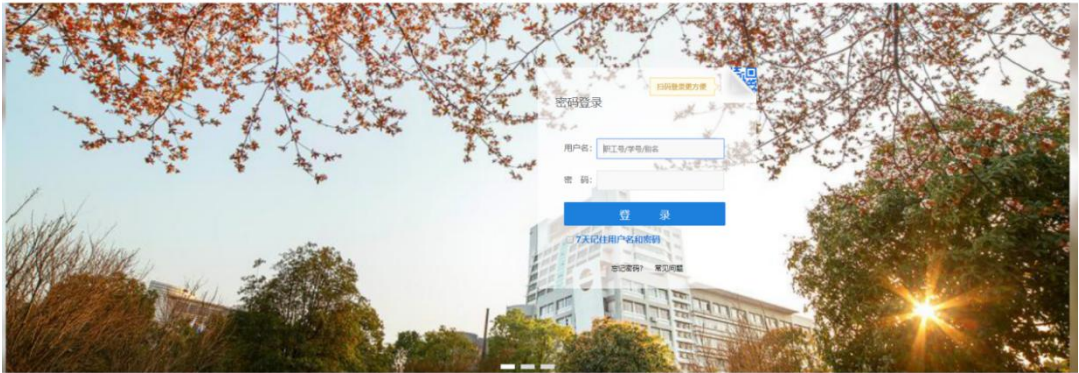 扫码登录更方便
密码登录
用户名: 职工号/学号/别名
密 码:
登 录
7天记住用户名和密码
忘记密码? 常见问题